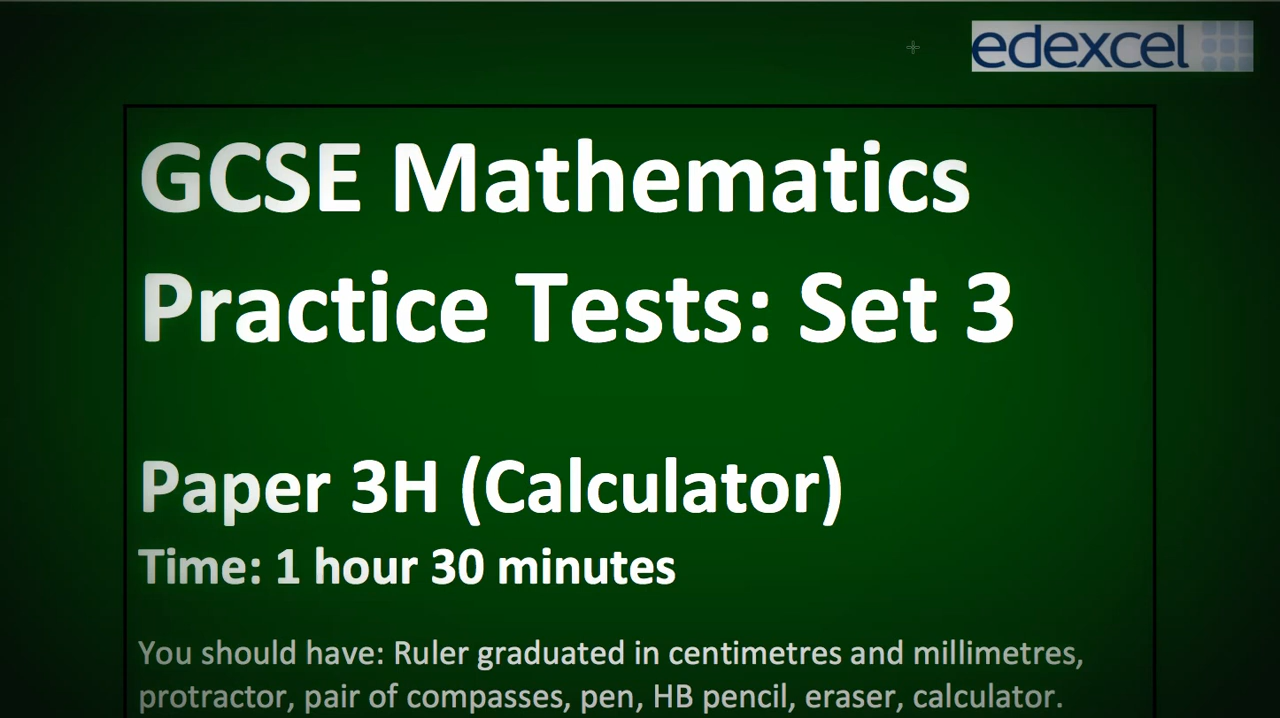 edexcel
GCSE Mathematics
Practice Tests: Set 3
Paper 3H (Calculator)
Time: 1 hour 30 minutes
You should have: Ruler graduated in centimetres and millimetres,
protractor, pair of compasses, pen, HB pencil, eraser, calculator.